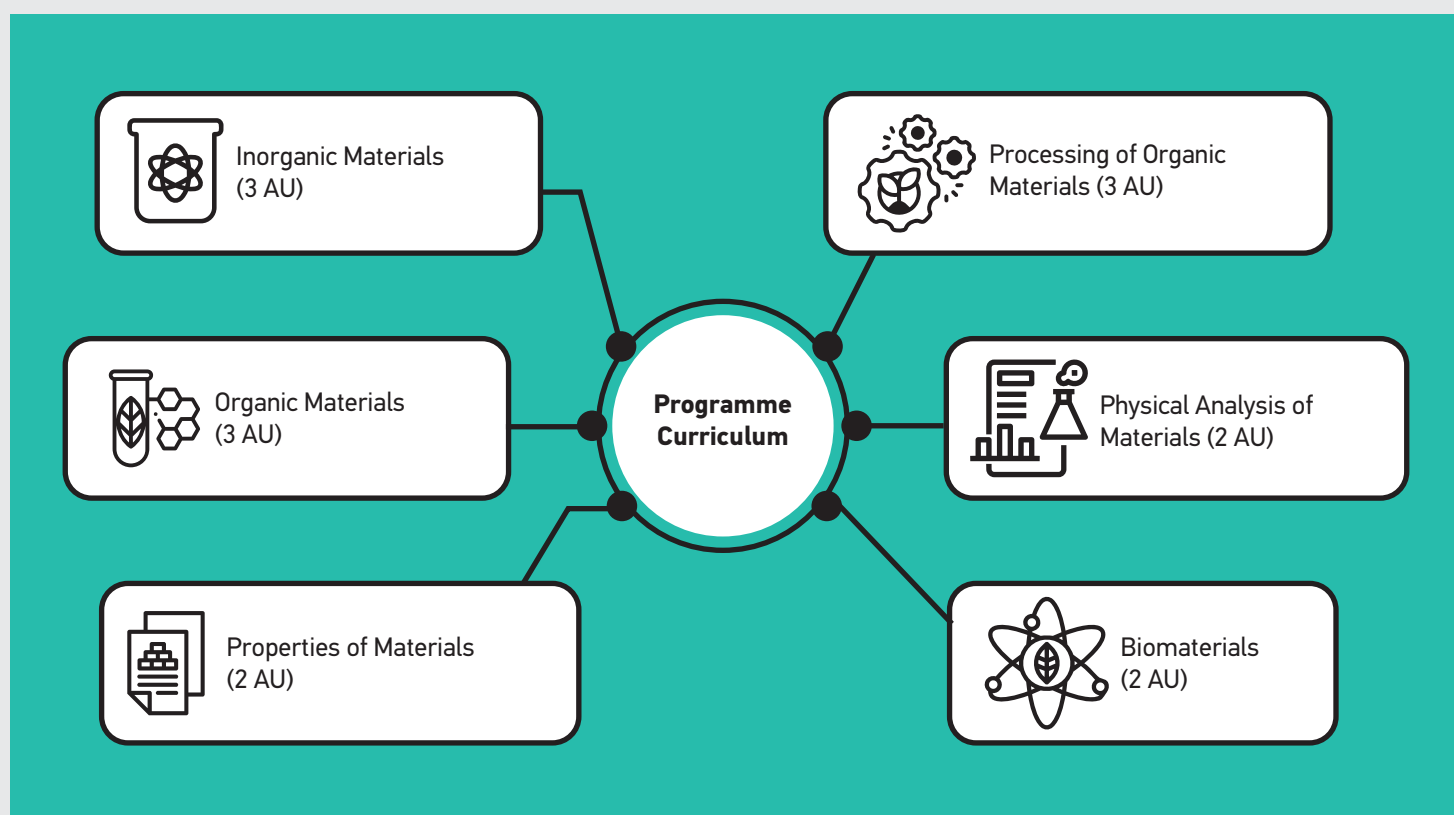 Inorganic Materials
(3 AU)
Organic Materials
(3 AU)
Properties of Materials
(2 AU)
Programme
Curriculum
Processing of Organic
Materials (3 AU)
Physical Analysis of
Materials (2 AU)
Biomaterials
(2 AU)